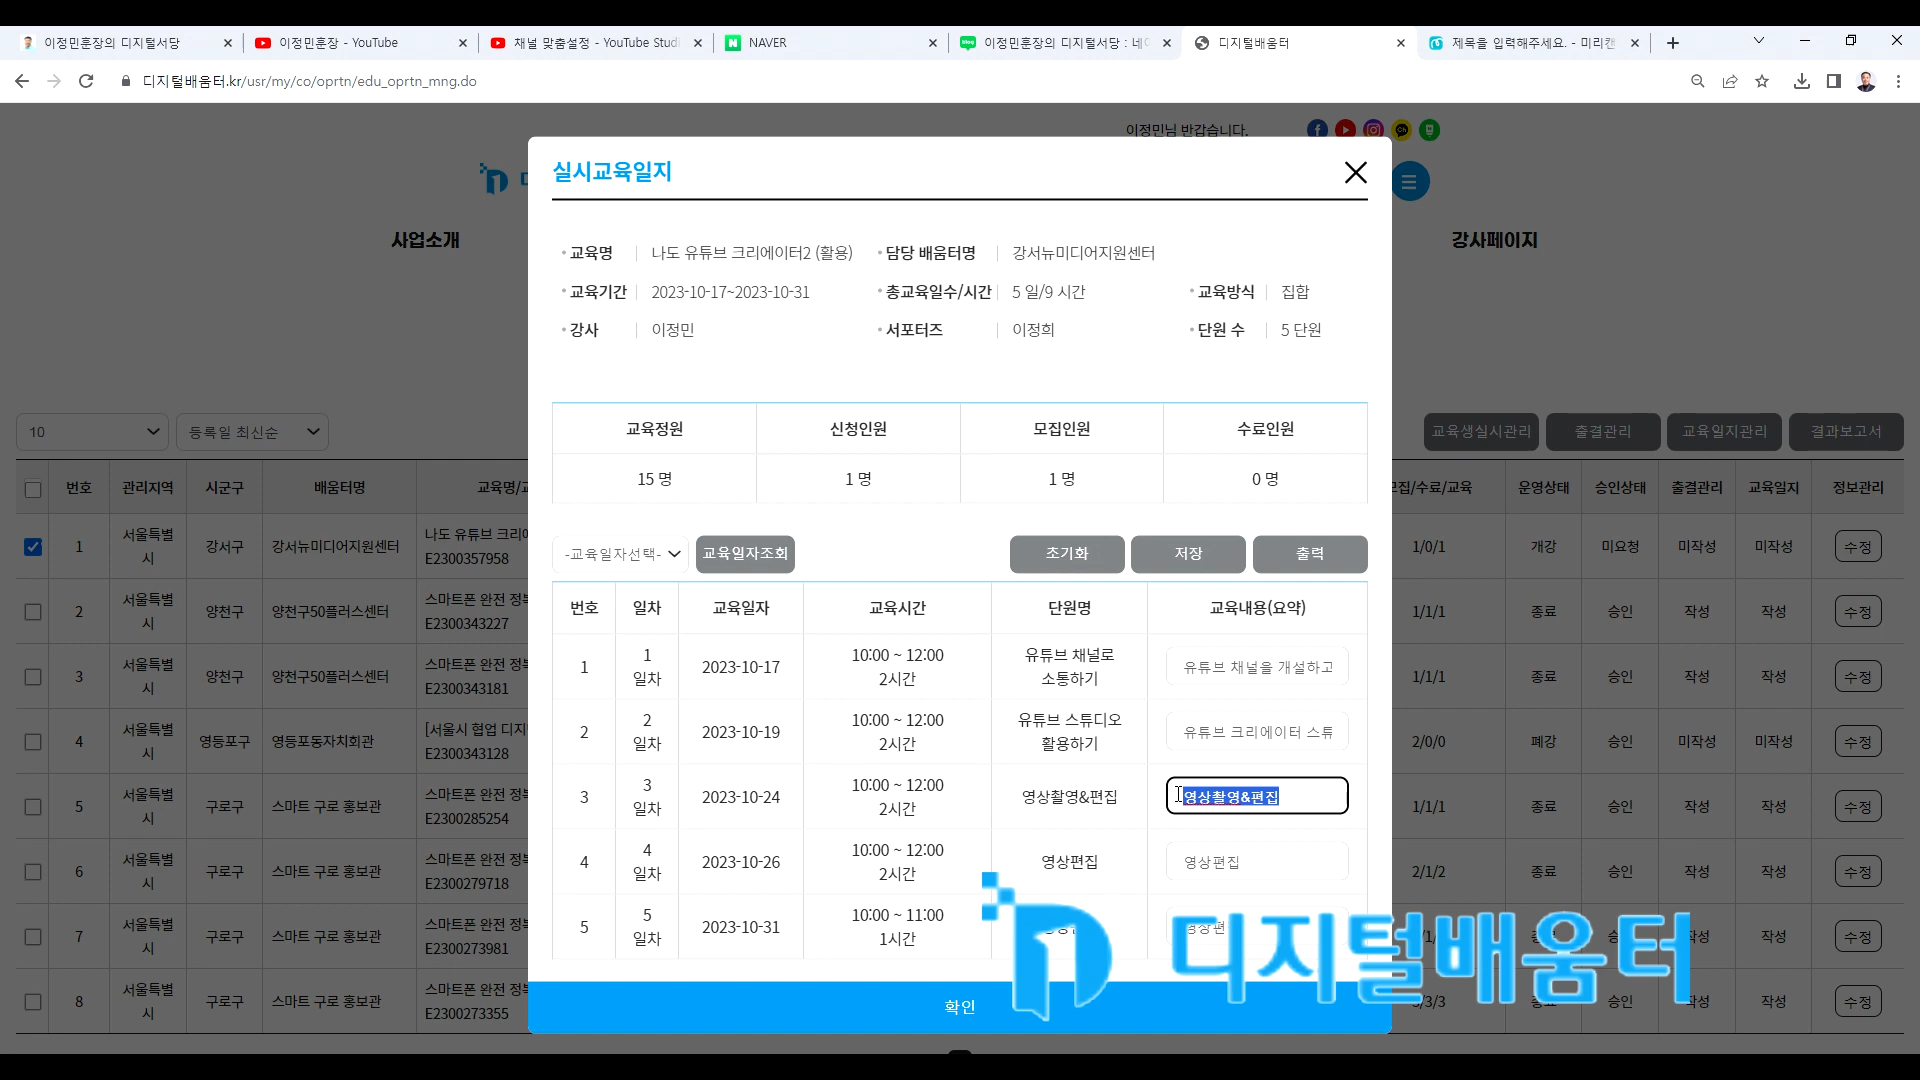 이정민훈장의 디지털서당
이정민훈장 - YouTube
채널 맞춤설정 - YouTube Studi
NAVER
이정민훈장의 디지털서당 : 네이
디지털배움터
제목을 입력해주세요. - 미리캔
디지털배움터.kr/usr/my/co/oprtn/edu_oprtn_mng.do
이정민님 반갑습니다.
사업소개
강사페이지
실시교육일지
교육명 나도 유튜브 크리에이터2 (활용) 담당 배움터명 강서뉴미디어지원센터
교육기간 2023-10-17~2023-10-31 총교육일수/시간 5 일/9 시간 교육방식 집합
강사 이정민 서포터즈 이정희 단원 수 5 단원
교육정원 신청인원 모집인원 수료인원
15 명 1 명 1 명 0 명
-교육일자선택- 교육일자조회 초기화 저장 출력
번호 일차 교육일자 교육시간 단원명 교육내용(요약)
1 1 일차 2023-10-17 10:00 ~ 12:00 2시간 유튜브 채널로 소통하기 유튜브 채널을 개설하고
2 2 일차 2023-10-19 10:00 ~ 12:00 2시간 유튜브 스튜디오 활용하기 유튜브 크리에이터 스튜
3 3 일차 2023-10-24 10:00 ~ 12:00 2시간 영상촬영&편집 영상촬영&편집
4 4 일차 2023-10-26 10:00 ~ 12:00 2시간 영상편집 영상편집
5 5 일차 2023-10-31 10:00 ~ 11:00 1시간
확인
디지털배움터
10 등록일 최신순
교육생실시관리 출결관리 교육일지관리 결과보고서
번호 관리지역 시군구 배움터명 운영상태 승인상태 출결관리 교육일지 정보관리
1 서울특별시 강서구 강서뉴미디어지원센터 나도 유튜브 크리에 E2300357958 1/0/1 개강 미요청 미작성 미작성 수정
2 서울특별시 양천구 양천구50플러스센터 스마트폰 완전 정복 E2300343227 1/1/1 종료 승인 작성 작성 수정
3 서울특별시 양천구 양천구50플러스센터 스마트폰 완전 정복 E2300343181 1/1/1 종료 승인 작성 작성 수정
4 서울특별시 영등포구 영등포동자치회관 [서울시 협업 디지 E2300343128 2/0/0 폐강 승인 미작성 미작성 수정
5 서울특별시 구로구 스마트 구로 홍보관 스마트폰 완전 정복 E2300285254 1/1/1 종료 승인 작성 작성 수정
6 서울특별시 구로구 스마트 구로 홍보관 스마트폰 완전 정복 E2300279718 2/1/2 종료 승인 작성 작성 수정
7 서울특별시 구로구 스마트 구로 홍보관 스마트폰 완전 정복 E2300273981 작성 수정
8 서울특별시 구로구 스마트 구로 홍보관 스마트폰 완전 정복 E2300273355 3/3/3 종료 승인 작성 작성 수정